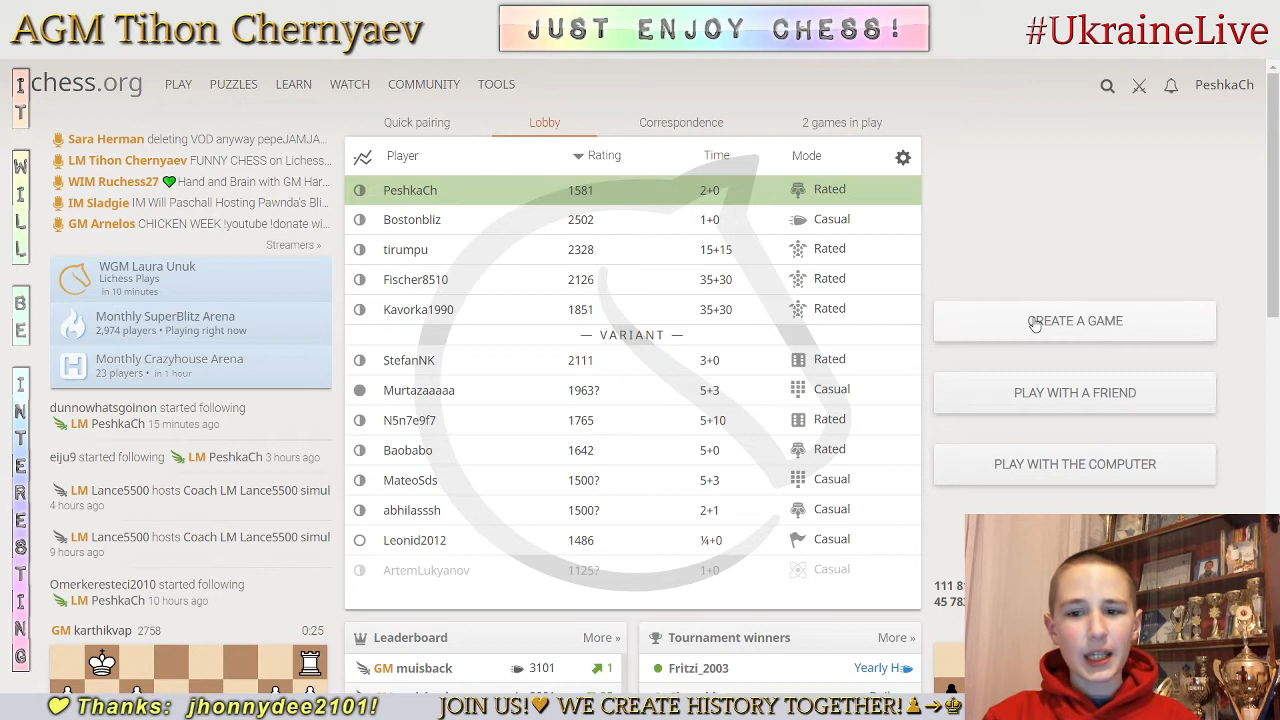 AGM Tihon Chernyaev
JUST ENJOY CHESS!
#UkraineLive
IT WILL BE INTERESTING
chess.org
PLAY
PUZZLES
LEARN
WATCH
COMMUNITY
TOOLS
PeshkaCh
Sara Herman deleting VOD anyway pepeJAMJA...
LM Tihon Chernyaev FUNNY CHESS on Lichess...
WIM Ruchess27 Hand and Brain with GM Har...
IM Sladgie IM Will Paschall Hosting Pawnda's Bli...
GM Arnelos CHICKEN WEEK !youtube !donate wi...
Streamers »
WGM Laura Unuk
Lichess Plays
in 10 minutes
Monthly SuperBlitz Arena
2,974 players • Playing right now
Monthly Crazyhouse Arena
23 players • in 1 hour
dunnowhatsgoinon started following
LM PeshkaCh 15 minutes ago
eiju9 started following LM PeshkaCh 3 hours ago
LM Lance5500 hosts Coach LM Lance5500 simul
4 hours ago
LM Lance5500 hosts Coach LM Lance5500 simul
9 hours ago
Omerkeresteci2010 started following
LM PeshkaCh 10 hours ago
GM karthikvap 2758 0:25
Quick pairing
Lobby
Correspondence
2 games in play
Player Rating Time Mode
PeshkaCh 1581 2+0 Rated
Bostonbliz 2502 1+0 Casual
tirumpu 2328 15+15 Rated
Fischer8510 2126 35+30 Rated
Kavorka1990 1851 35+30 Rated
— VARIANT —
StefanNK 2111 3+0 Rated
Murtazaaaaa 1963? 5+3 Casual
N5n7e9f7 1765 5+10 Rated
Baobabo 1642 5+0 Rated
MateoSds 1500? 5+3 Casual
abhilasssh 1500? 2+1 Casual
Leonid2012 1486 ¼+0 Casual
ArtemLukyanov 1125? 1+0 Casual
Leaderboard More »
GM muisback 3101 1
Tournament winners More »
Fritzi_2003 Yearly H
CREATE A GAME
PLAY WITH A FRIEND
PLAY WITH THE COMPUTER
111 8
45 78
Thanks: jhonnydee2101!
JOIN US! WE CREATE HISTORY TOGETHER!